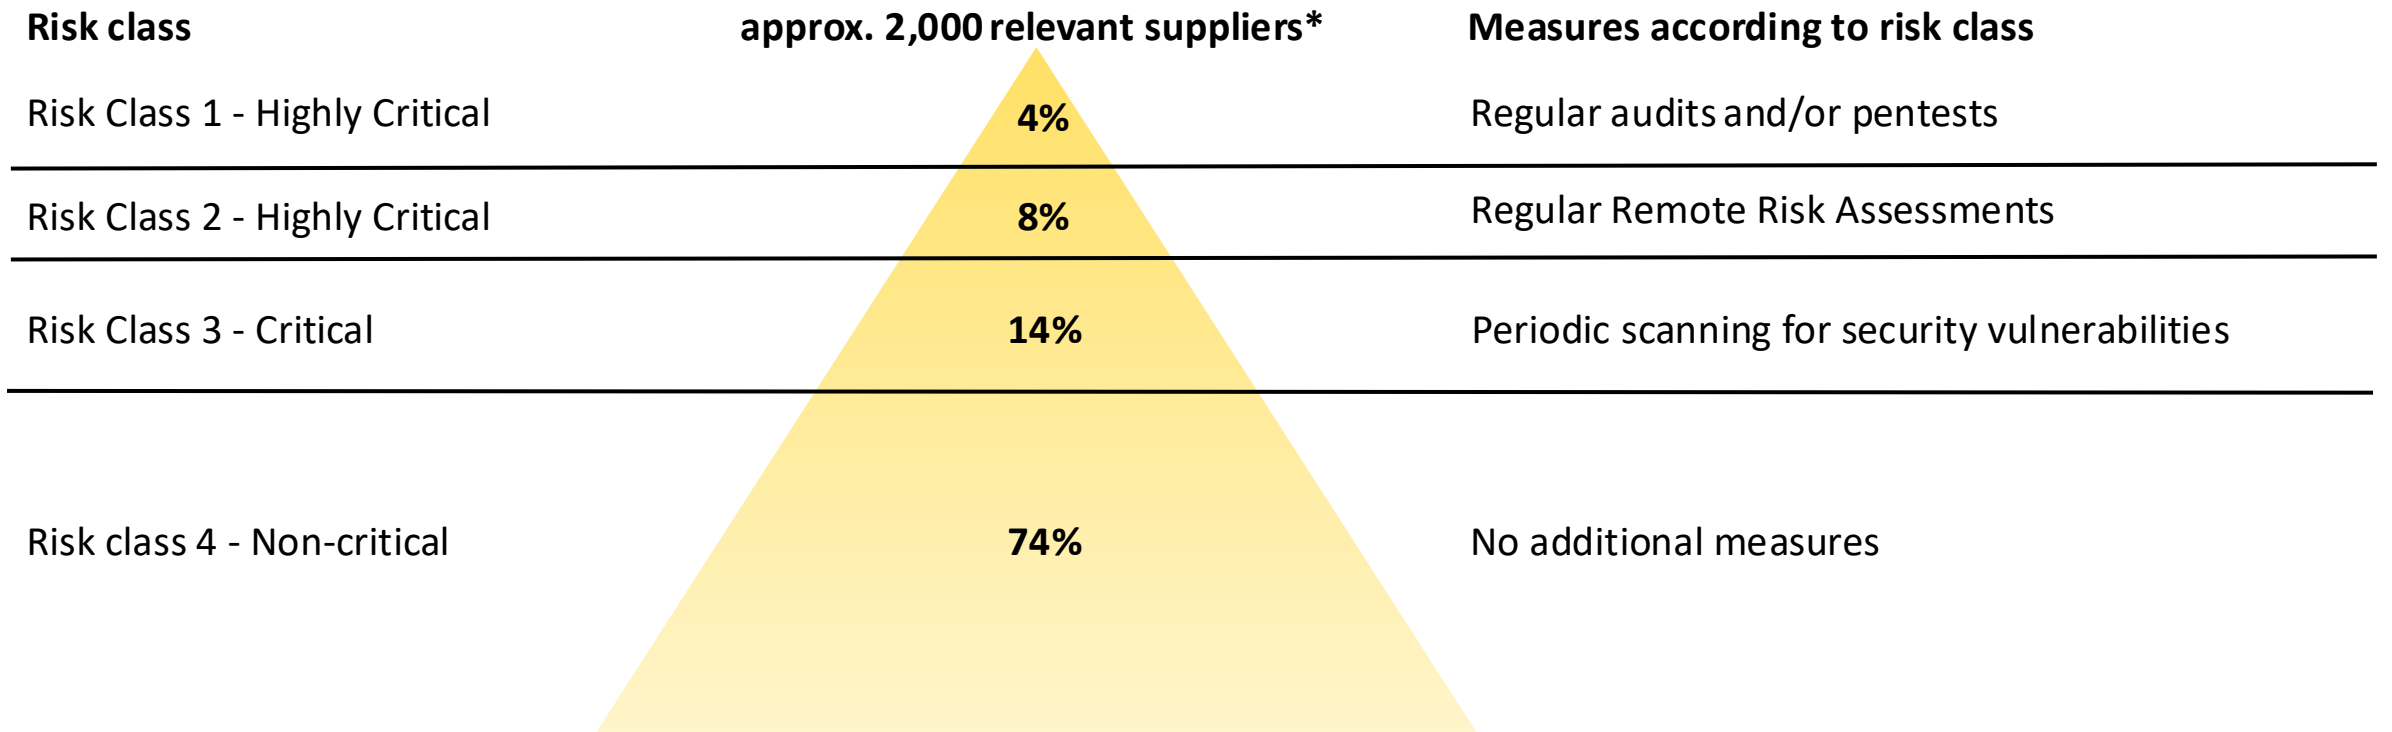 Risk class approx. 2,000 relevant suppliers* Measures according to risk class
Risk Class 1 - Highly Critical 4% Regular audits and/or pentests
Risk Class 2 - Highly Critical 8% Regular Remote Risk Assessments
Risk Class 3 - Critical 14% Periodic scanning for security vulnerabilities
Risk class 4 - Non-critical 74% No additional measures